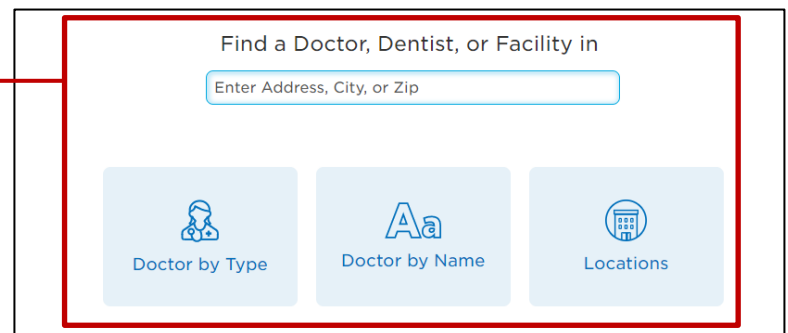 Find a Doctor, Dentist, or Facility in
Enter Address, City, or Zip
Aa
Doctor by Type
Doctor by Name
Locations